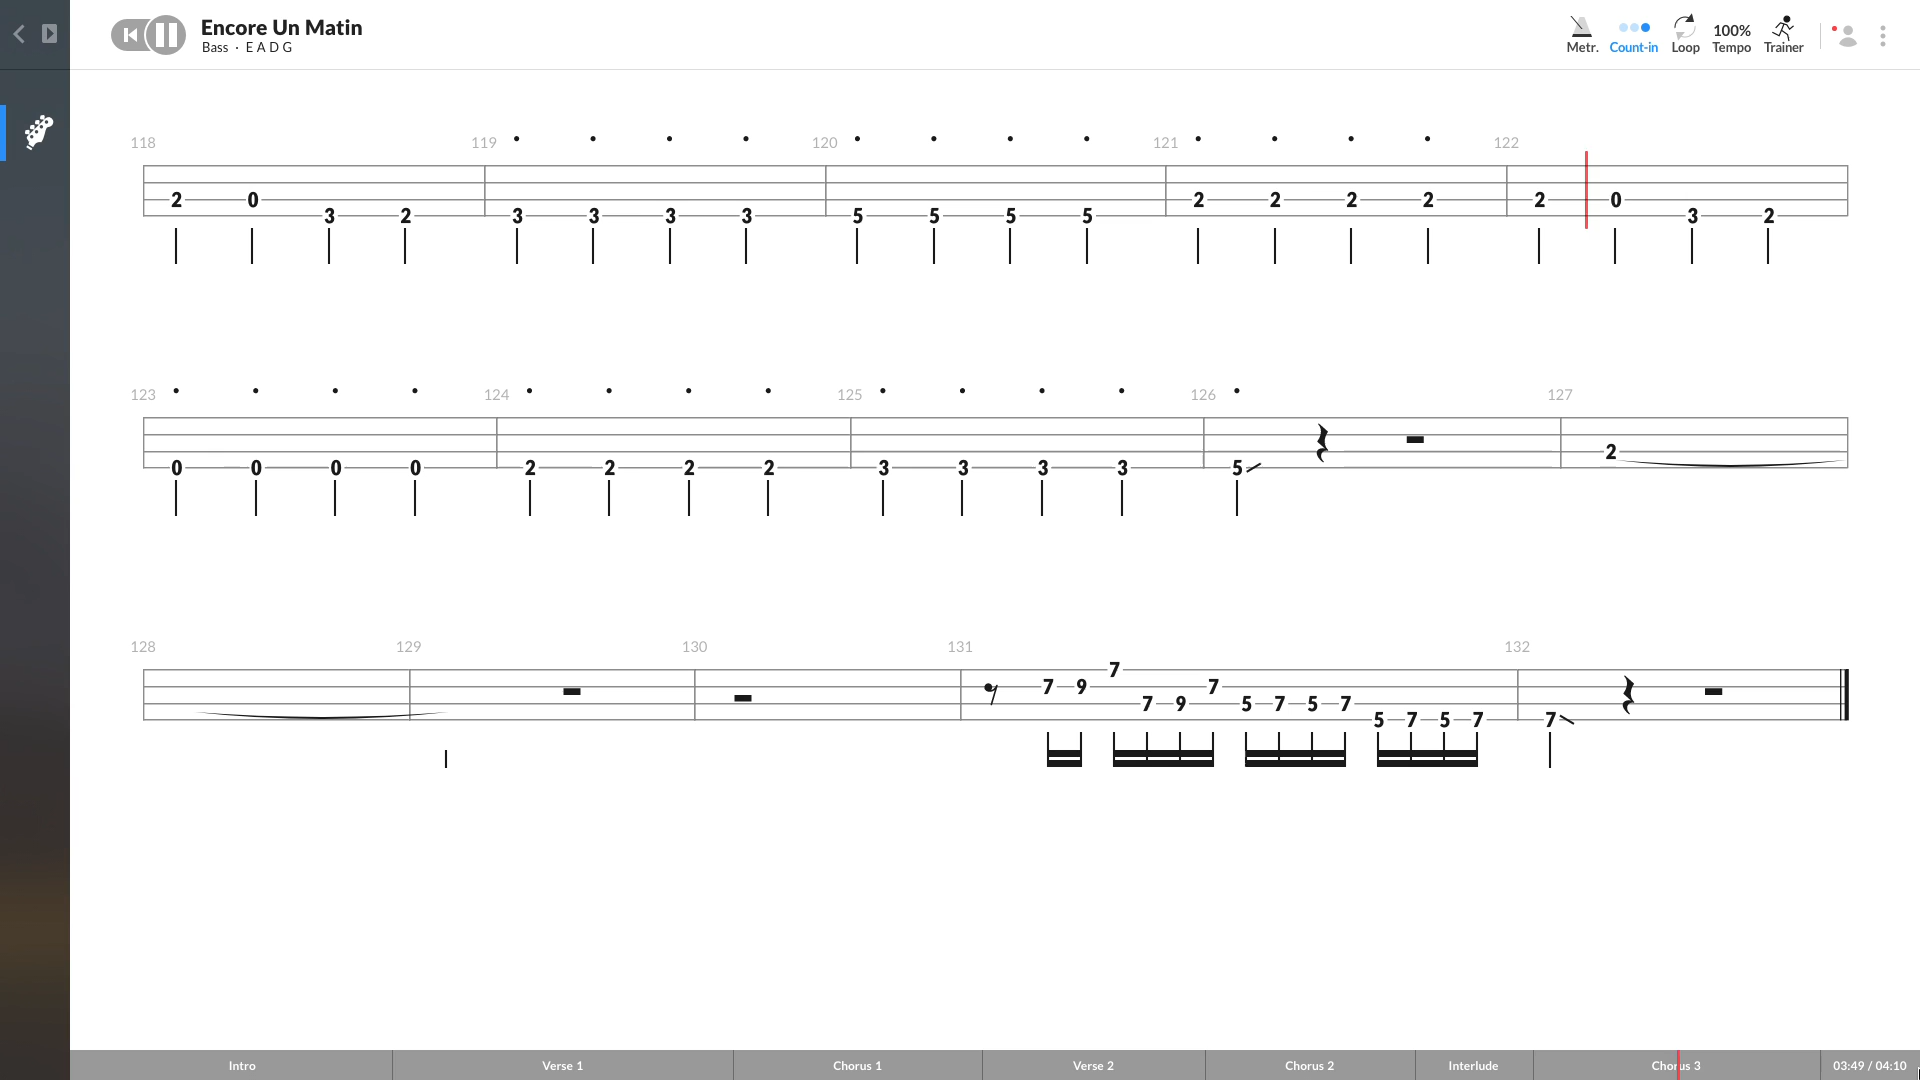 Encore Un Matin
Bass · E A D G
Metr.
Count-in
Loop
100%
Tempo
Trainer
118 119 120 121 122
2 0 3 2 3 3 3 3 5 5 5 5 2 2 2 2 2 0 3 2
123 124 125 126 127
0 0 0 0 2 2 2 2 3 3 3 3 5 2
128 129 130 131 132
7 9 7 7 9 7 5 7 5 7 5 7 5 7 7
Intro Verse 1 Chorus 1 Verse 2 Chorus 2 Interlude Chorus 3 03:49 / 04:10